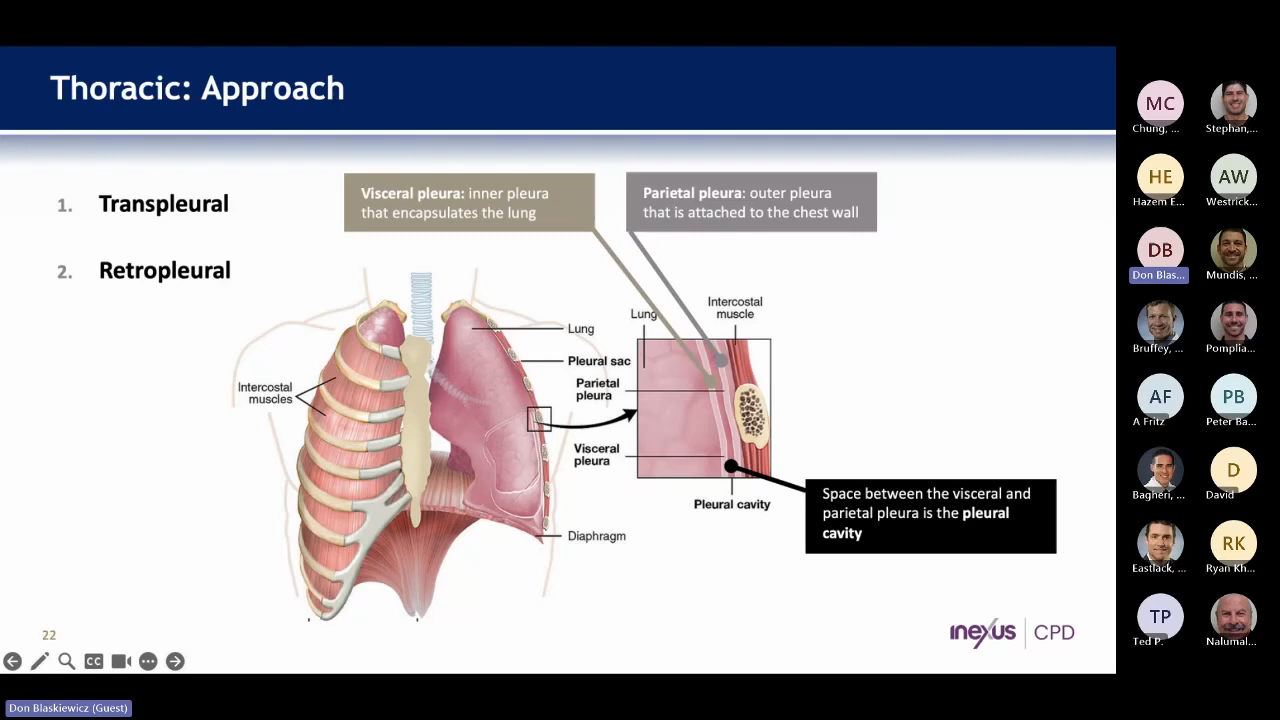 Thoracic: Approach
1. Transpleural
2. Retropleural
Visceral pleura: inner pleura
that encapsulates the lung
Parietal pleura: outer pleura
that is attached to the chest wall
Intercostal
muscles
Lung
Pleural sac
Diaphragm
Lung
Intercostal
muscle
Parietal
pleura
Visceral
pleura
Pleural cavity
Space between the visceral and
parietal pleura is the pleural
cavity
22
CC
inexus CPD
MC
Chung, ...
Stephan,...
HE
Hazem E...
AW
Westrick...
DB
Don Blas...
Mundis, ...
Bruffey, ...
Pomplia...
AF
A Fritz
PB
Peter Ba...
Bagheri, ...
D
David
Eastlack, ...
RK
Ryan Kh...
TP
Ted P.
Nalumal...
Don Blaskiewicz (Guest)